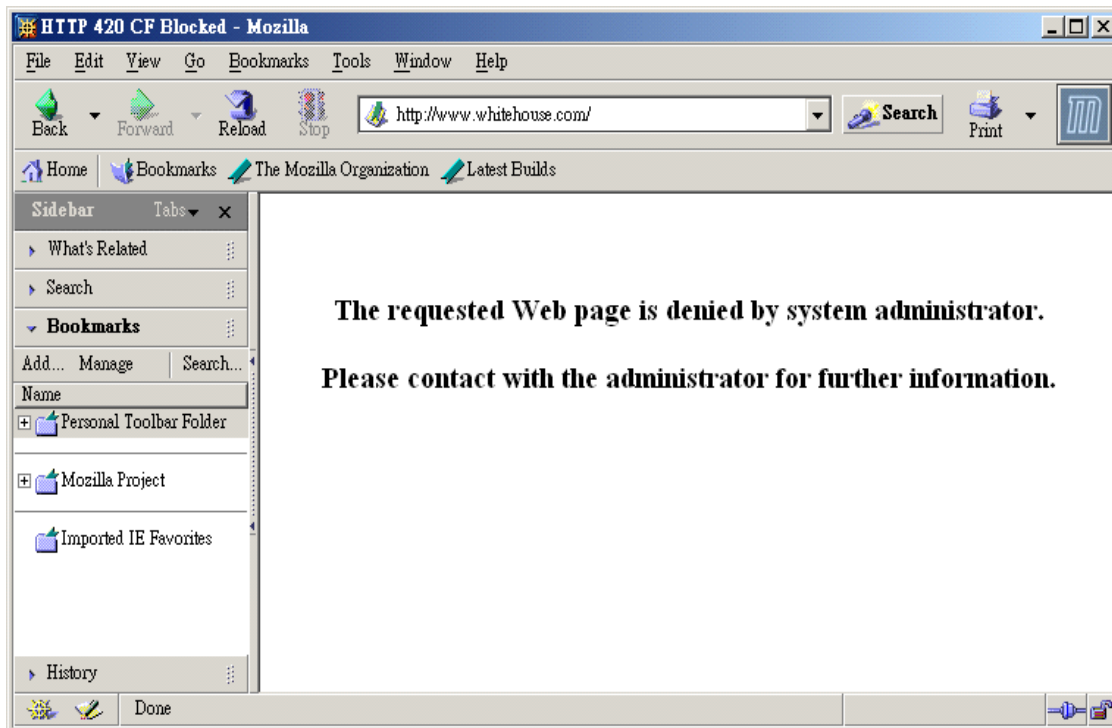 HTTP 420 CF Blocked - Mozilla
File Edit View Go Bookmarks Tools Window Help
Back Forward Reload Stop http://www.whitehouse.com/ Search Print
Home Bookmarks The Mozilla Organization Latest Builds
Sidebar Tabs
What's Related
Search
Bookmarks
Add... Manage Search...
Name
Personal Toolbar Folder
Mozilla Project
Imported IE Favorites
History
The requested Web page is denied by system administrator.
Please contact with the administrator for further information.
Done